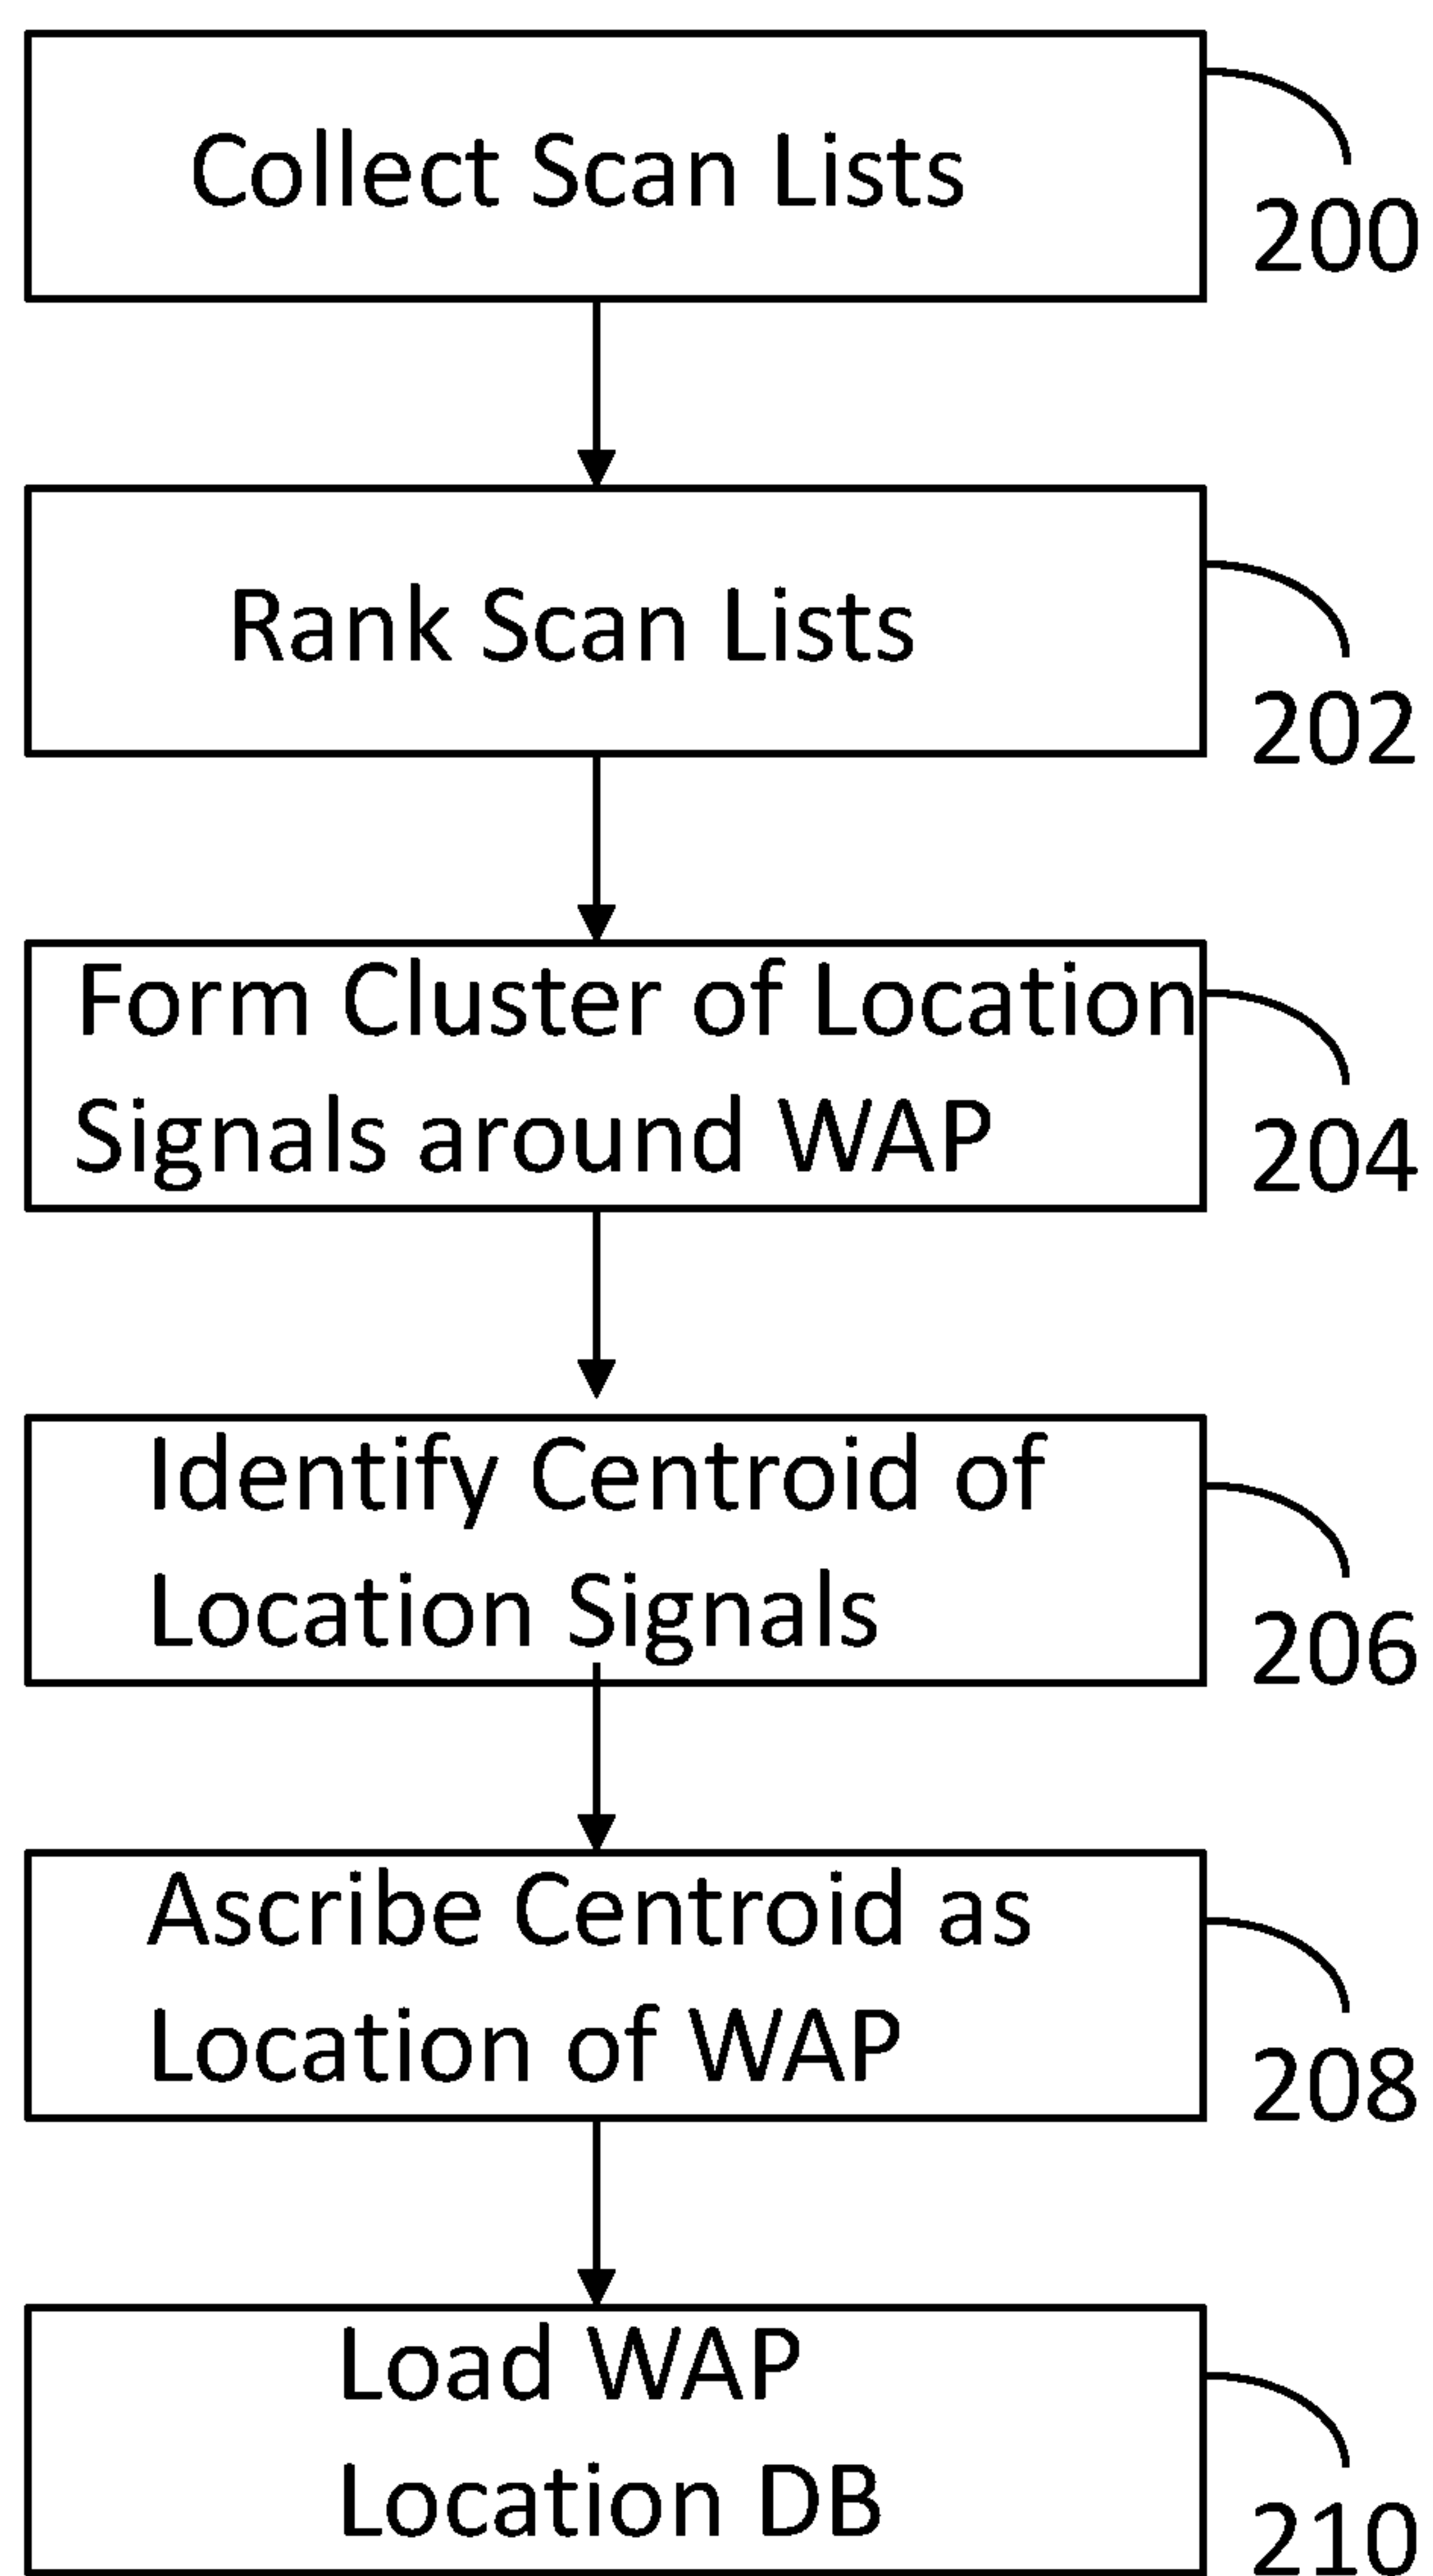 Collect Scan Lists
200
Rank Scan Lists
202
Form Cluster of Location
Signals around WAP
204
Identify Centroid of
Location Signals
206
Ascribe Centroid as
Location of WAP
208
Load WAP
Location DB
210